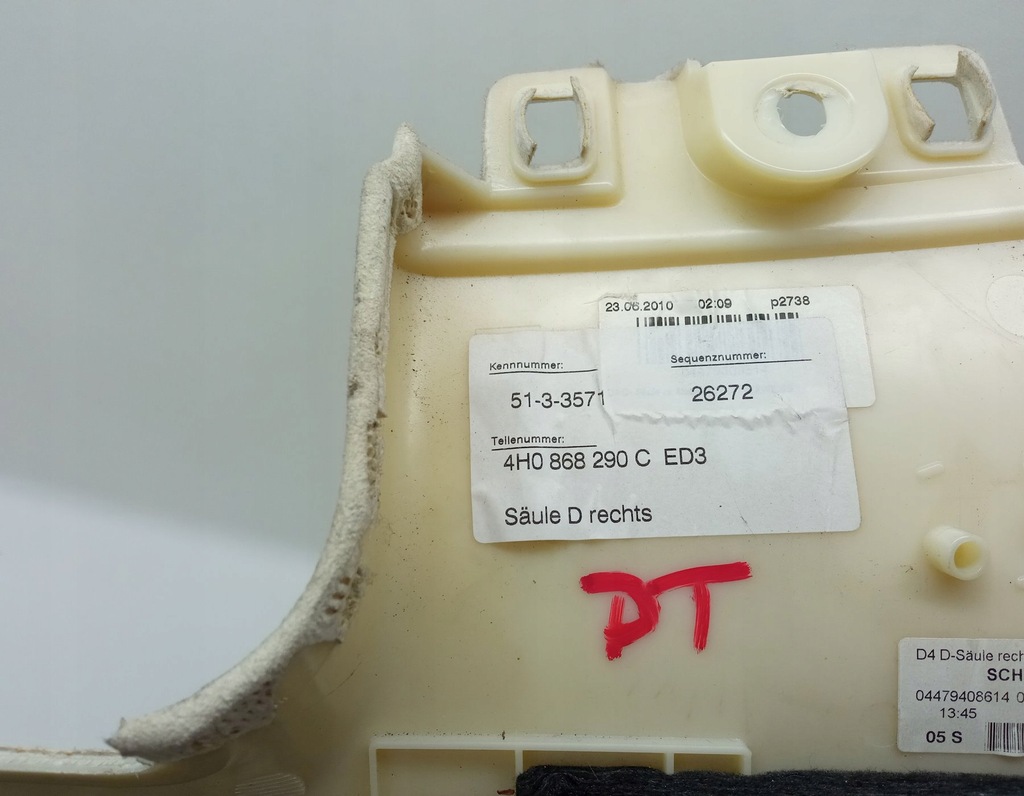 23.06.2010 02:09 p2738
Kennnummer: Sequenznummer:
51-3-3571 26272
Teilenummer:
4H0 868 290 C ED3
Säule D rechts
DT
D4 D-Säule rech
SCH
04479408614 0
13:45
05 S